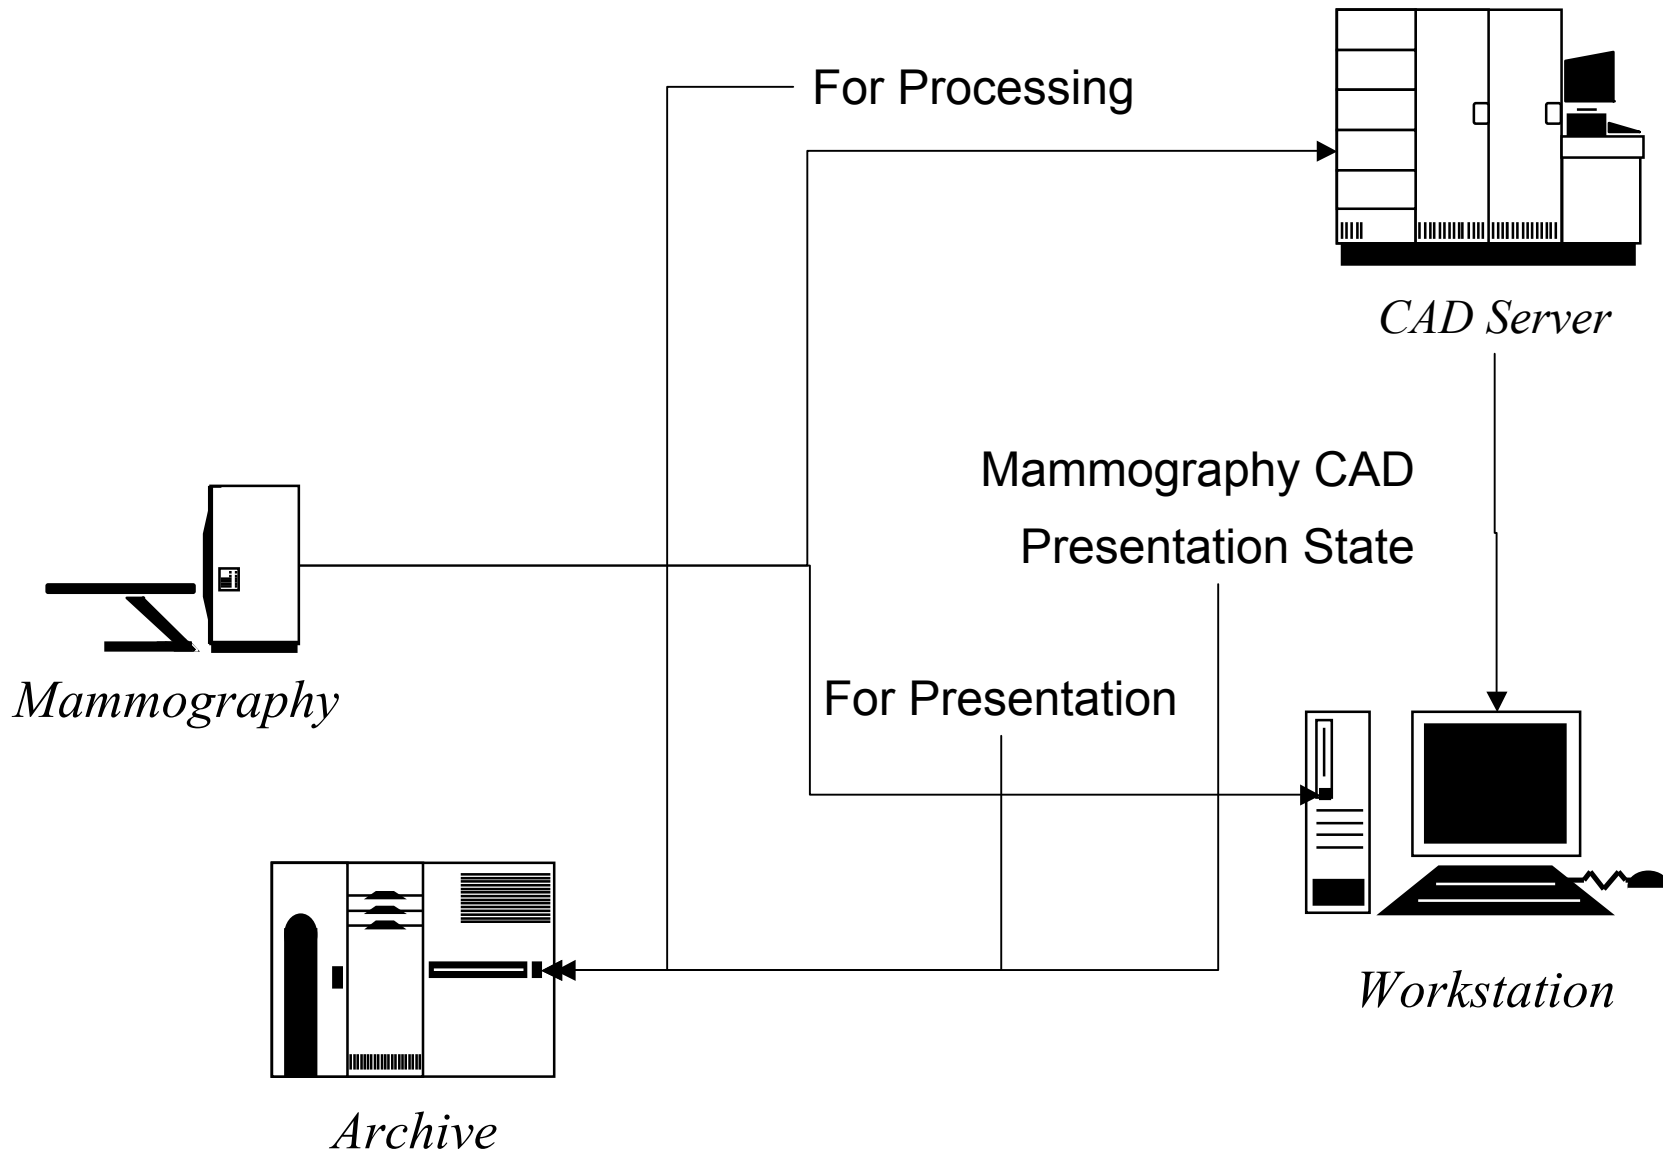 For Processing
CAD Server
Mammography CAD
Presentation State
Mammography
For Presentation
Workstation
Archive